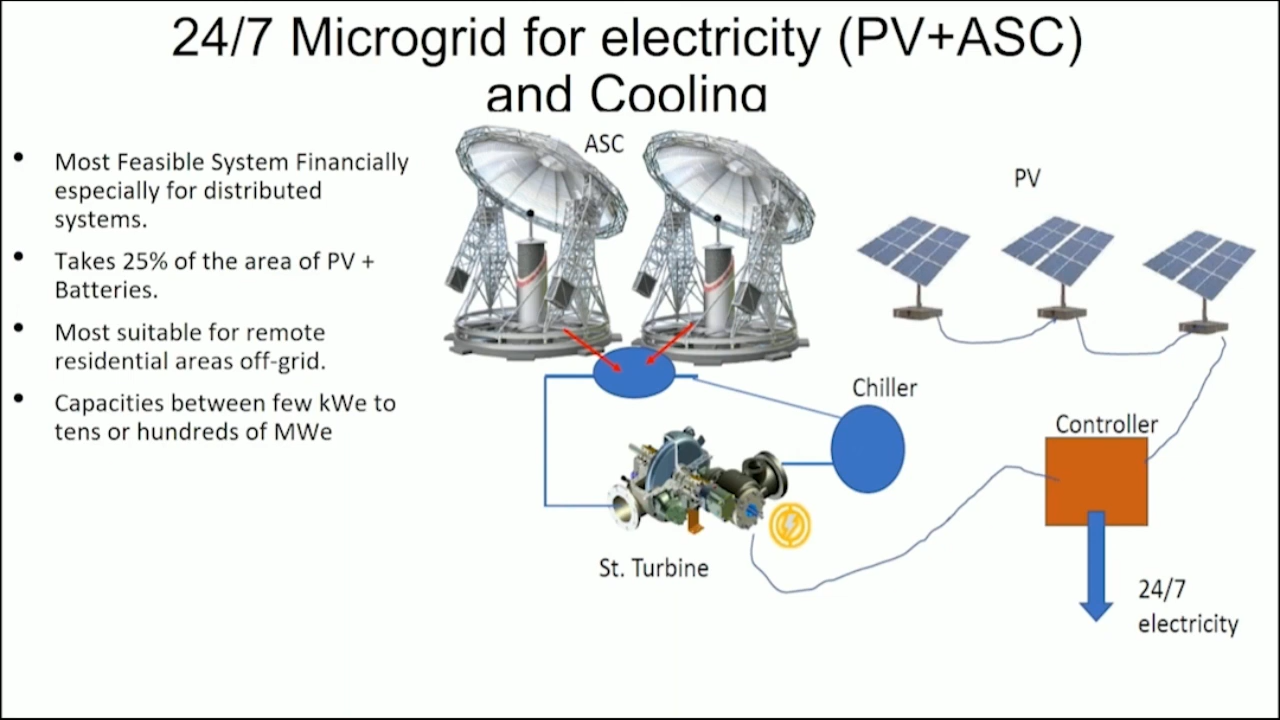 24/7 Microgrid for electricity (PV+ASC)
and Cooling
• Most Feasible System Financially
especially for distributed
systems.
• Takes 25% of the area of PV +
Batteries.
• Most suitable for remote
residential areas off-grid.
• Capacities between few kWe to
tens or hundreds of MWe
ASC
PV
Chiller
Controller
St. Turbine
24/7
electricity